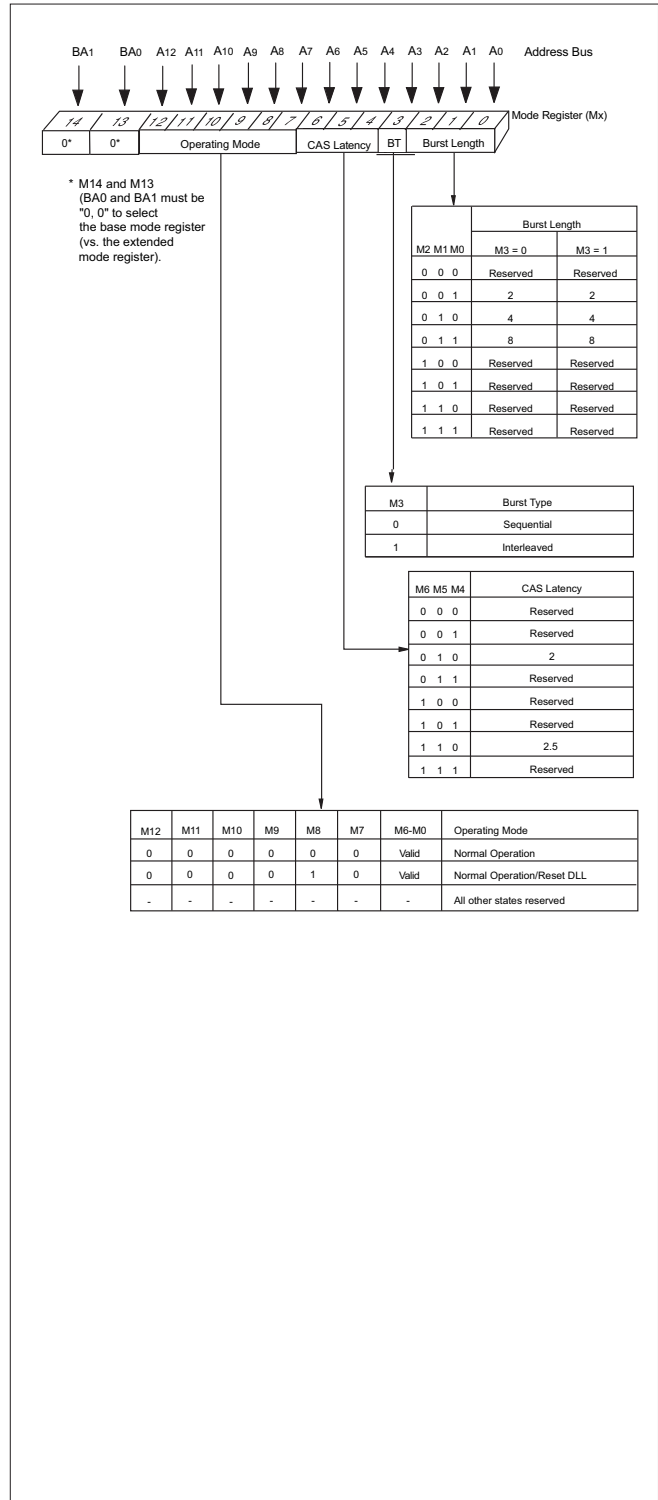 BA1 BA0 A12 A11 A10 A9 A8 A7 A6 A5 A4 A3 A2 A1 A0 Address Bus
14 13 12 11 10 9 8 7 6 5 4 3 2 1 0 Mode Register (Mx)
0* 0* Operating Mode CAS Latency BT Burst Length
* M14 and M13
(BA0 and BA1 must be
"0, 0" to select
the base mode register
(vs. the extended
mode register).
Burst Length
M2 M1 M0 M3 = 0 M3 = 1
0 0 0 Reserved Reserved
0 0 1 2 2
0 1 0 4 4
0 1 1 8 8
1 0 0 Reserved Reserved
1 0 1 Reserved Reserved
1 1 0 Reserved Reserved
1 1 1 Reserved Reserved
M3 Burst Type
0 Sequential
1 Interleaved
M6 M5 M4 CAS Latency
0 0 0 Reserved
0 0 1 Reserved
0 1 0 2
0 1 1 Reserved
1 0 0 Reserved
1 0 1 Reserved
1 1 0 2.5
1 1 1 Reserved
M12 M11 M10 M9 M8 M7 M6-M0 Operating Mode
0 0 0 0 0 0 Valid Normal Operation
0 0 0 0 1 0 Valid Normal Operation/Reset DLL
- - - - - - - All other states reserved